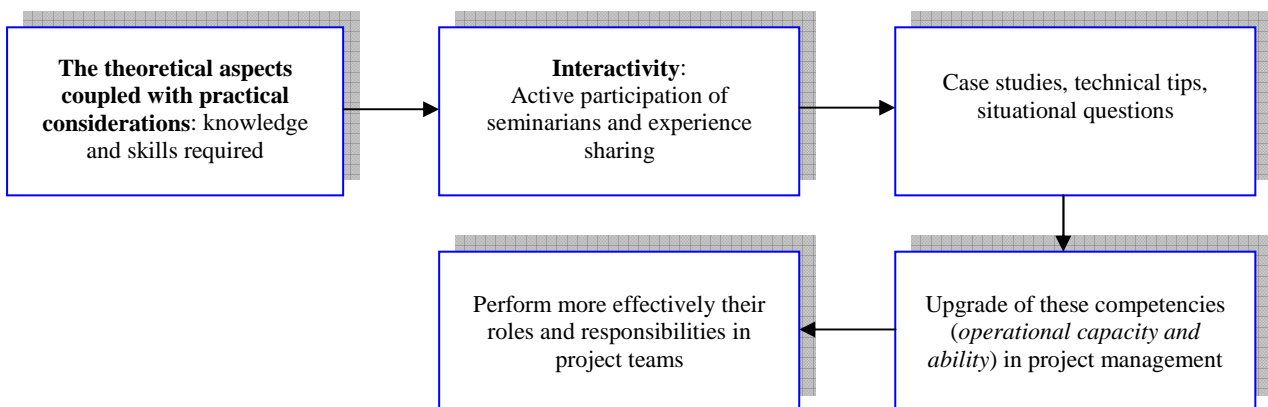 The theoretical aspects
coupled with practical
considerations: knowledge
and skills required
Interactivity:
Active participation of
seminarians and experience
sharing
Case studies, technical tips,
situational questions
Upgrade of these competencies
(operational capacity and
ability) in project management
Perform more effectively their
roles and responsibilities in
project teams